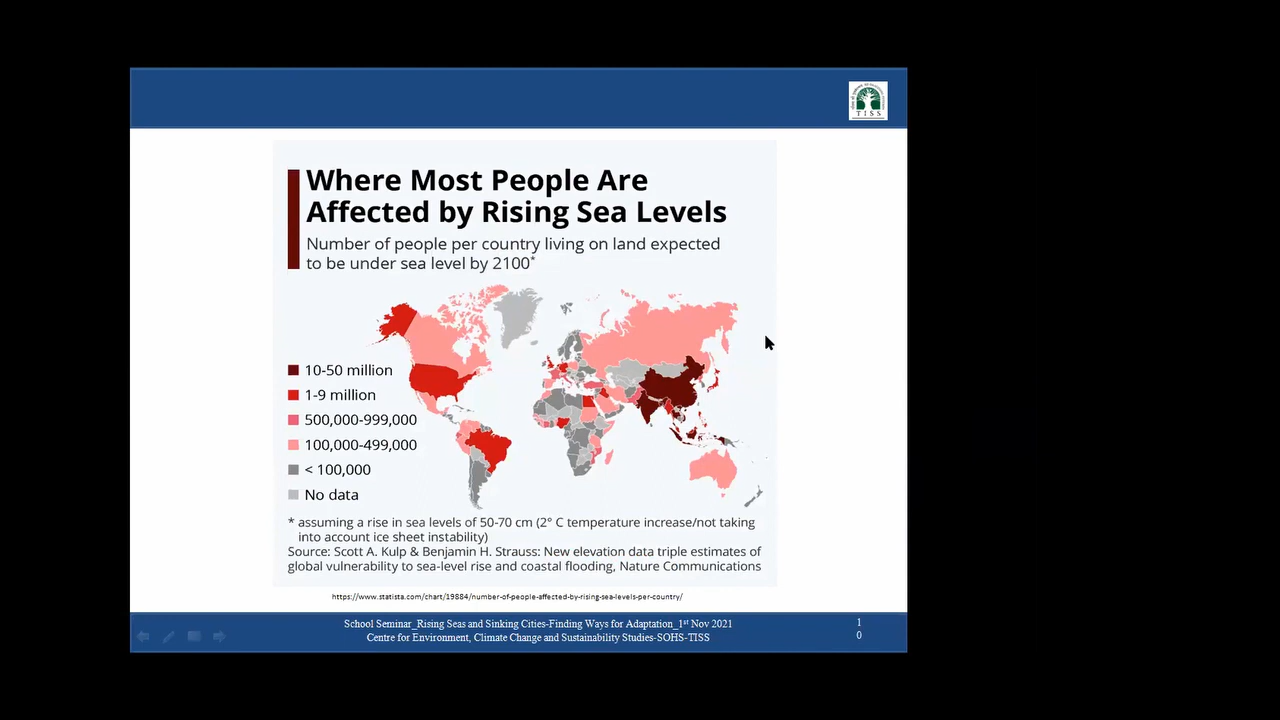 TISS
Where Most People Are
Affected by Rising Sea Levels
Number of people per country living on land expected
to be under sea level by 2100*
10-50 million
1-9 million
500,000-999,000
100,000-499,000
< 100,000
No data
* assuming a rise in sea levels of 50-70 cm (2° C temperature increase/not taking
into account ice sheet instability)
Source: Scott A. Kulp & Benjamin H. Strauss: New elevation data triple estimates of
global vulnerability to sea-level rise and coastal flooding, Nature Communications
https://www.statista.com/chart/19884/number-of-people-affected-by-rising-sea-levels-per-country/
School Seminar_Rising Seas and Sinking Cities-Finding Ways for Adaptation_1st Nov 2021
Centre for Environment, Climate Change and Sustainability Studies-SOHS-TISS
1
0